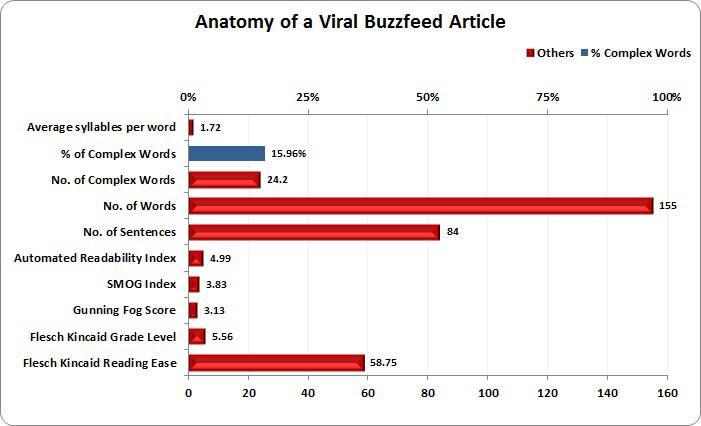 Anatomy of a Viral Buzzfeed Article
Others % Complex Words
0% 25% 50% 75% 100%
Average syllables per word 1.72
% of Complex Words 15.96%
No. of Complex Words 24.2
No. of Words 155
No. of Sentences 84
Automated Readability Index 4.99
SMOG Index 3.83
Gunning Fog Score 3.13
Flesch Kincaid Grade Level 5.56
Flesch Kincaid Reading Ease 58.75
0 20 40 60 80 100 120 140 160